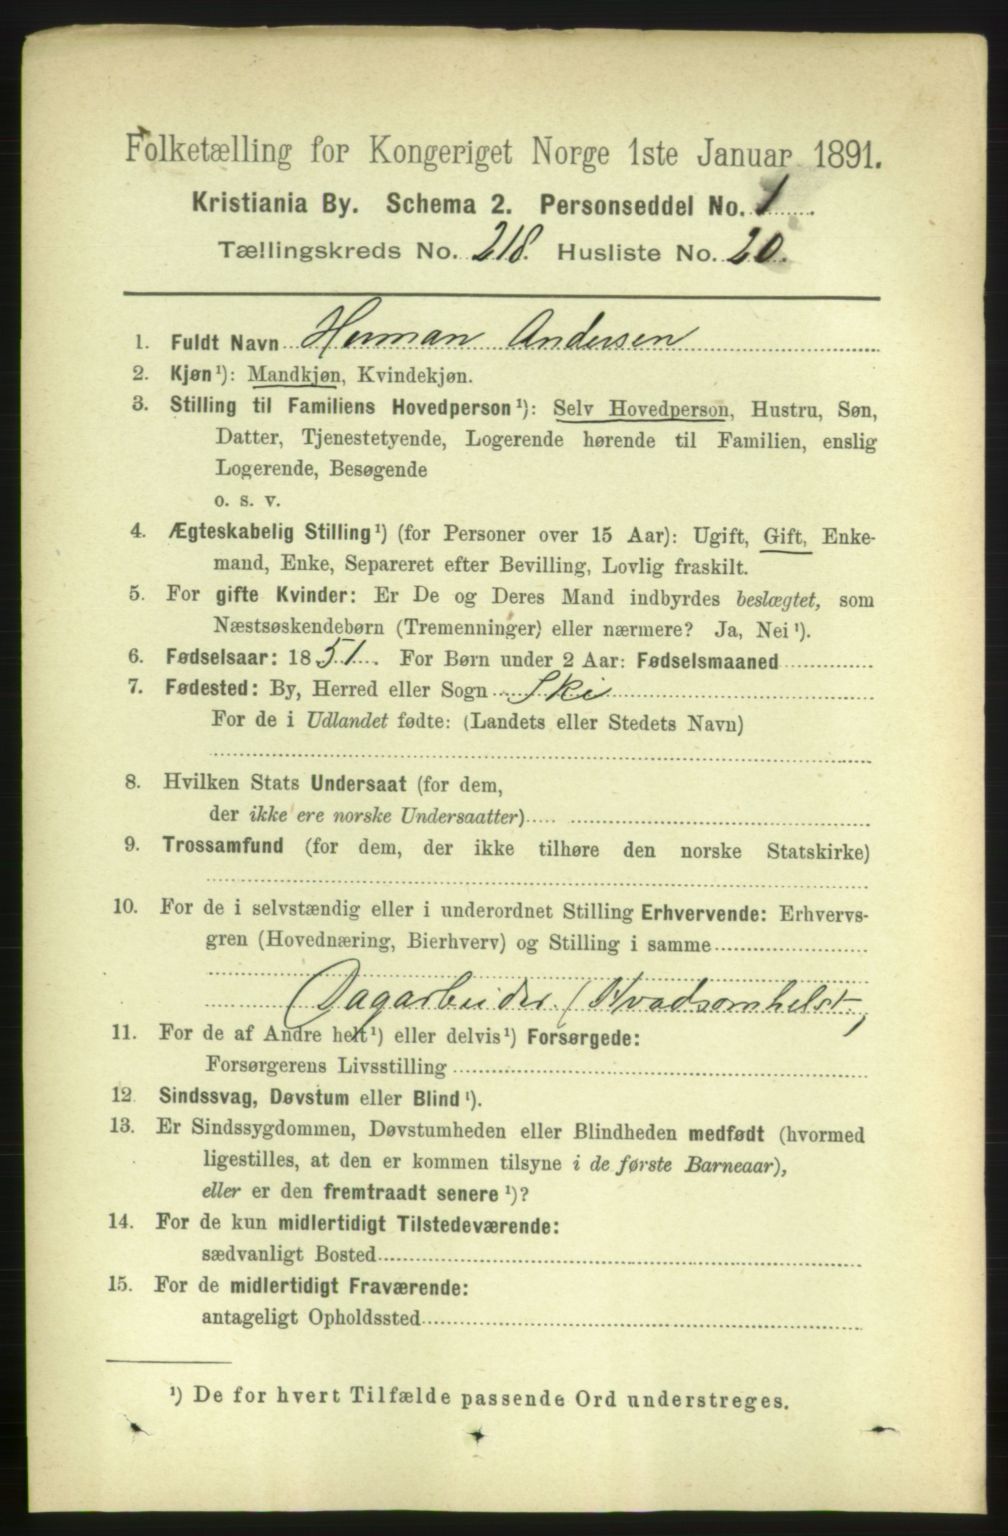 Folketælling for Kongeriget Norge 1ste Januar 1891.
Kristiania By. Schema 2. Personseddel No. 1
Tællingskreds No. 218. Husliste No. 20.
1. Fuldt Navn Herman Andersen
2. Kjøn¹): Mandkjøn, Kvindekjøn.
3. Stilling til Familiens Hovedperson¹): Selv Hovedperson, Hustru, Søn,
Datter, Tjenestetyende, Logerende hørende til Familien, enslig
Logerende, Besøgende
o. s. v.
4. Ægteskabelig Stilling¹) (for Personer over 15 Aar): Ugift, Gift, Enke-
mand, Enke, Separeret efter Bevilling, Lovlig fraskilt.
5. For gifte Kvinder: Er De og Deres Mand indbyrdes beslægtet, som
Næstsøskendebørn (Tremenninger) eller nærmere? Ja, Nei¹).
6. Fødselsaar: 1851. For Børn under 2 Aar: Fødselsmaaned
7. Fødested: By, Herred eller Sogn Ski
For de i Udlandet fødte: (Landets eller Stedets Navn)
8. Hvilken Stats Undersaat (for dem,
der ikke ere norske Undersaatter)
9. Trossamfund (for dem, der ikke tilhøre den norske Statskirke)
10. For de i selvstændig eller i underordnet Stilling Erhvervende: Erhvervs-
gren (Hovednæring, Bierhverv) og Stilling i samme
Dagarbeider (Hvadsomhelst)
11. For de af Andre helt¹) eller delvis¹) Forsørgede:
Forsørgerens Livsstilling
12 Sindssvag, Døvstum eller Blind¹).
13. Er Sindssygdommen, Døvstumheden eller Blindheden medfødt (hvormed
ligestilles, at den er kommen tilsyne i de første Barneaar),
eller er den fremtraadt senere¹)?
14. For de kun midlertidigt Tilstedeværende:
sædvanligt Bosted
15. For de midlertidigt Fraværende:
antageligt Opholdssted
¹) De for hvert Tilfælde passende Ord understreges.